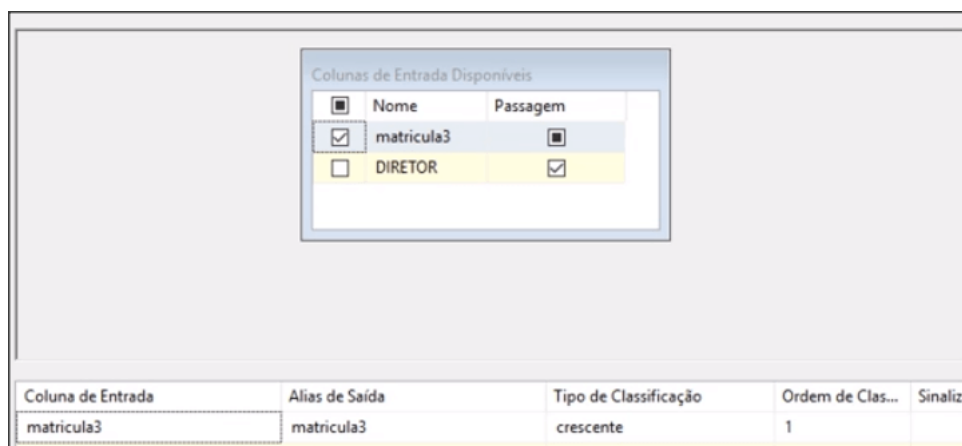 Colunas de Entrada Disponíveis
Nome Passagem
matricula3
DIRETOR
Coluna de Entrada Alias de Saída Tipo de Classificação Ordem de Clas... Sinaliz
matricula3 matricula3 crescente 1